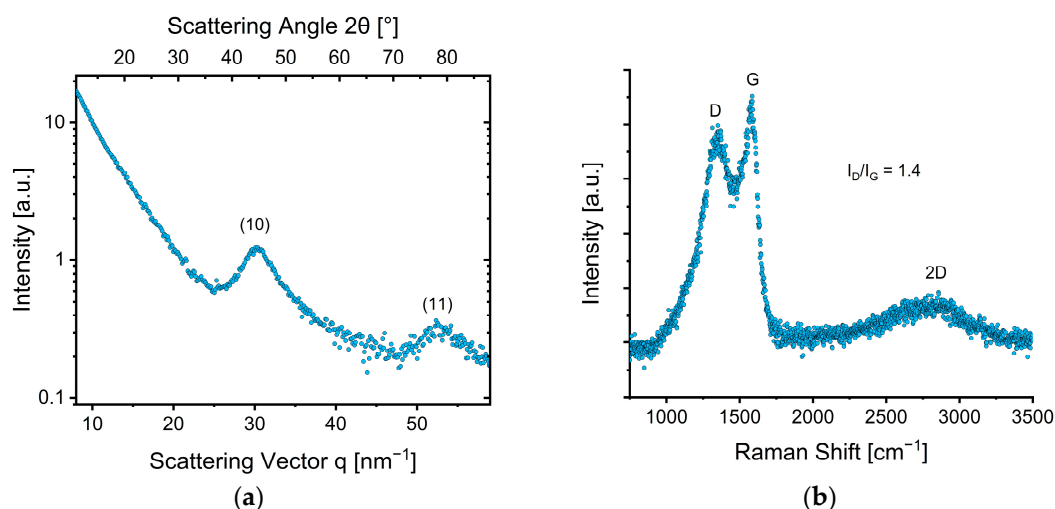 Scattering Angle 2θ [°]
20 30 40 50 60 70 80
Intensity [a.u.]
10
1
0.1
(10)
(11)
10 20 30 40 50
Scattering Vector q [nm⁻¹]
(a)
Intensity [a.u.]
D
G
I_D/I_G = 1.4
2D
1000 1500 2000 2500 3000 3500
Raman Shift [cm⁻¹]
(b)